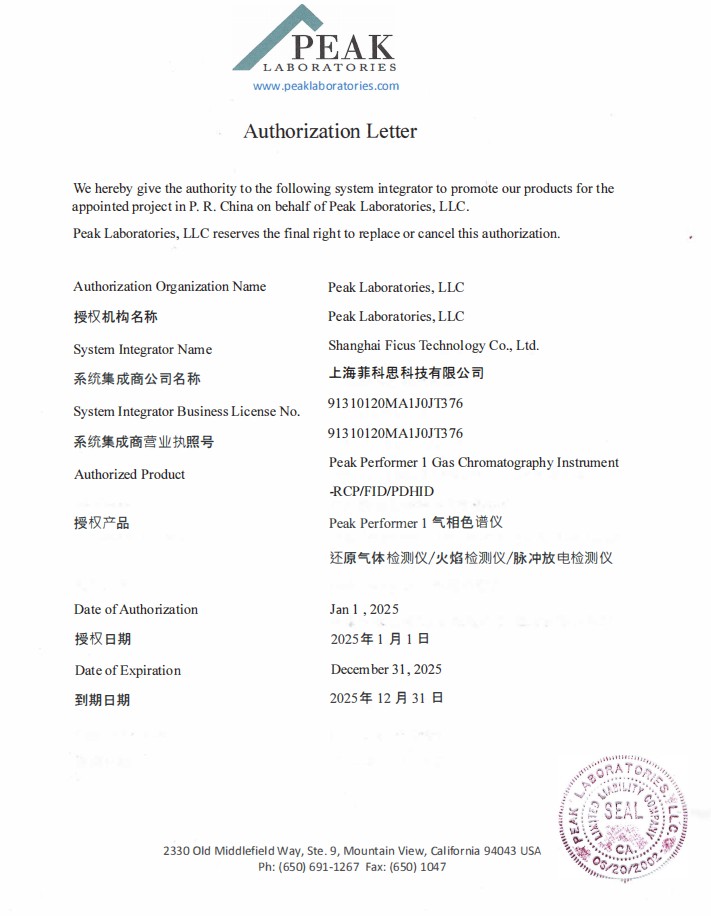 PEAK
LABORATORIES
www.peaklaboratories.com
Authorization Letter
We hereby give the authority to the following system integrator to promote our products for the
appointed project in P. R. China on behalf of Peak Laboratories, LLC.
Peak Laboratories, LLC reserves the final right to replace or cancel this authorization.
Authorization Organization Name Peak Laboratories, LLC
授权机构名称 Peak Laboratories, LLC
System Integrator Name Shanghai Ficus Technology Co., Ltd.
系统集成商公司名称 上海菲科思科技有限公司
System Integrator Business License No. 91310120MA1J0JT376
系统集成商营业执照号 91310120MA1J0JT376
Authorized Product Peak Performer 1 Gas Chromatography Instrument
-RCP/FID/PDHID
授权产品 Peak Performer 1 气相色谱仪
还原气体检测仪/火焰检测仪/脉冲放电检测仪
Date of Authorization Jan 1 , 2025
授权日期 2025年 1 月 1 日
Date of Expiration December 31, 2025
到期日期 2025年 12 月 31 日
PEAK LABORATORIES, LLC
LIMITED LIABILITY COMPANY
SEAL
CA.
06/20/2002
2330 Old Middlefield Way, Ste. 9, Mountain View, California 94043 USA
Ph: (650) 691-1267 Fax: (650) 1047